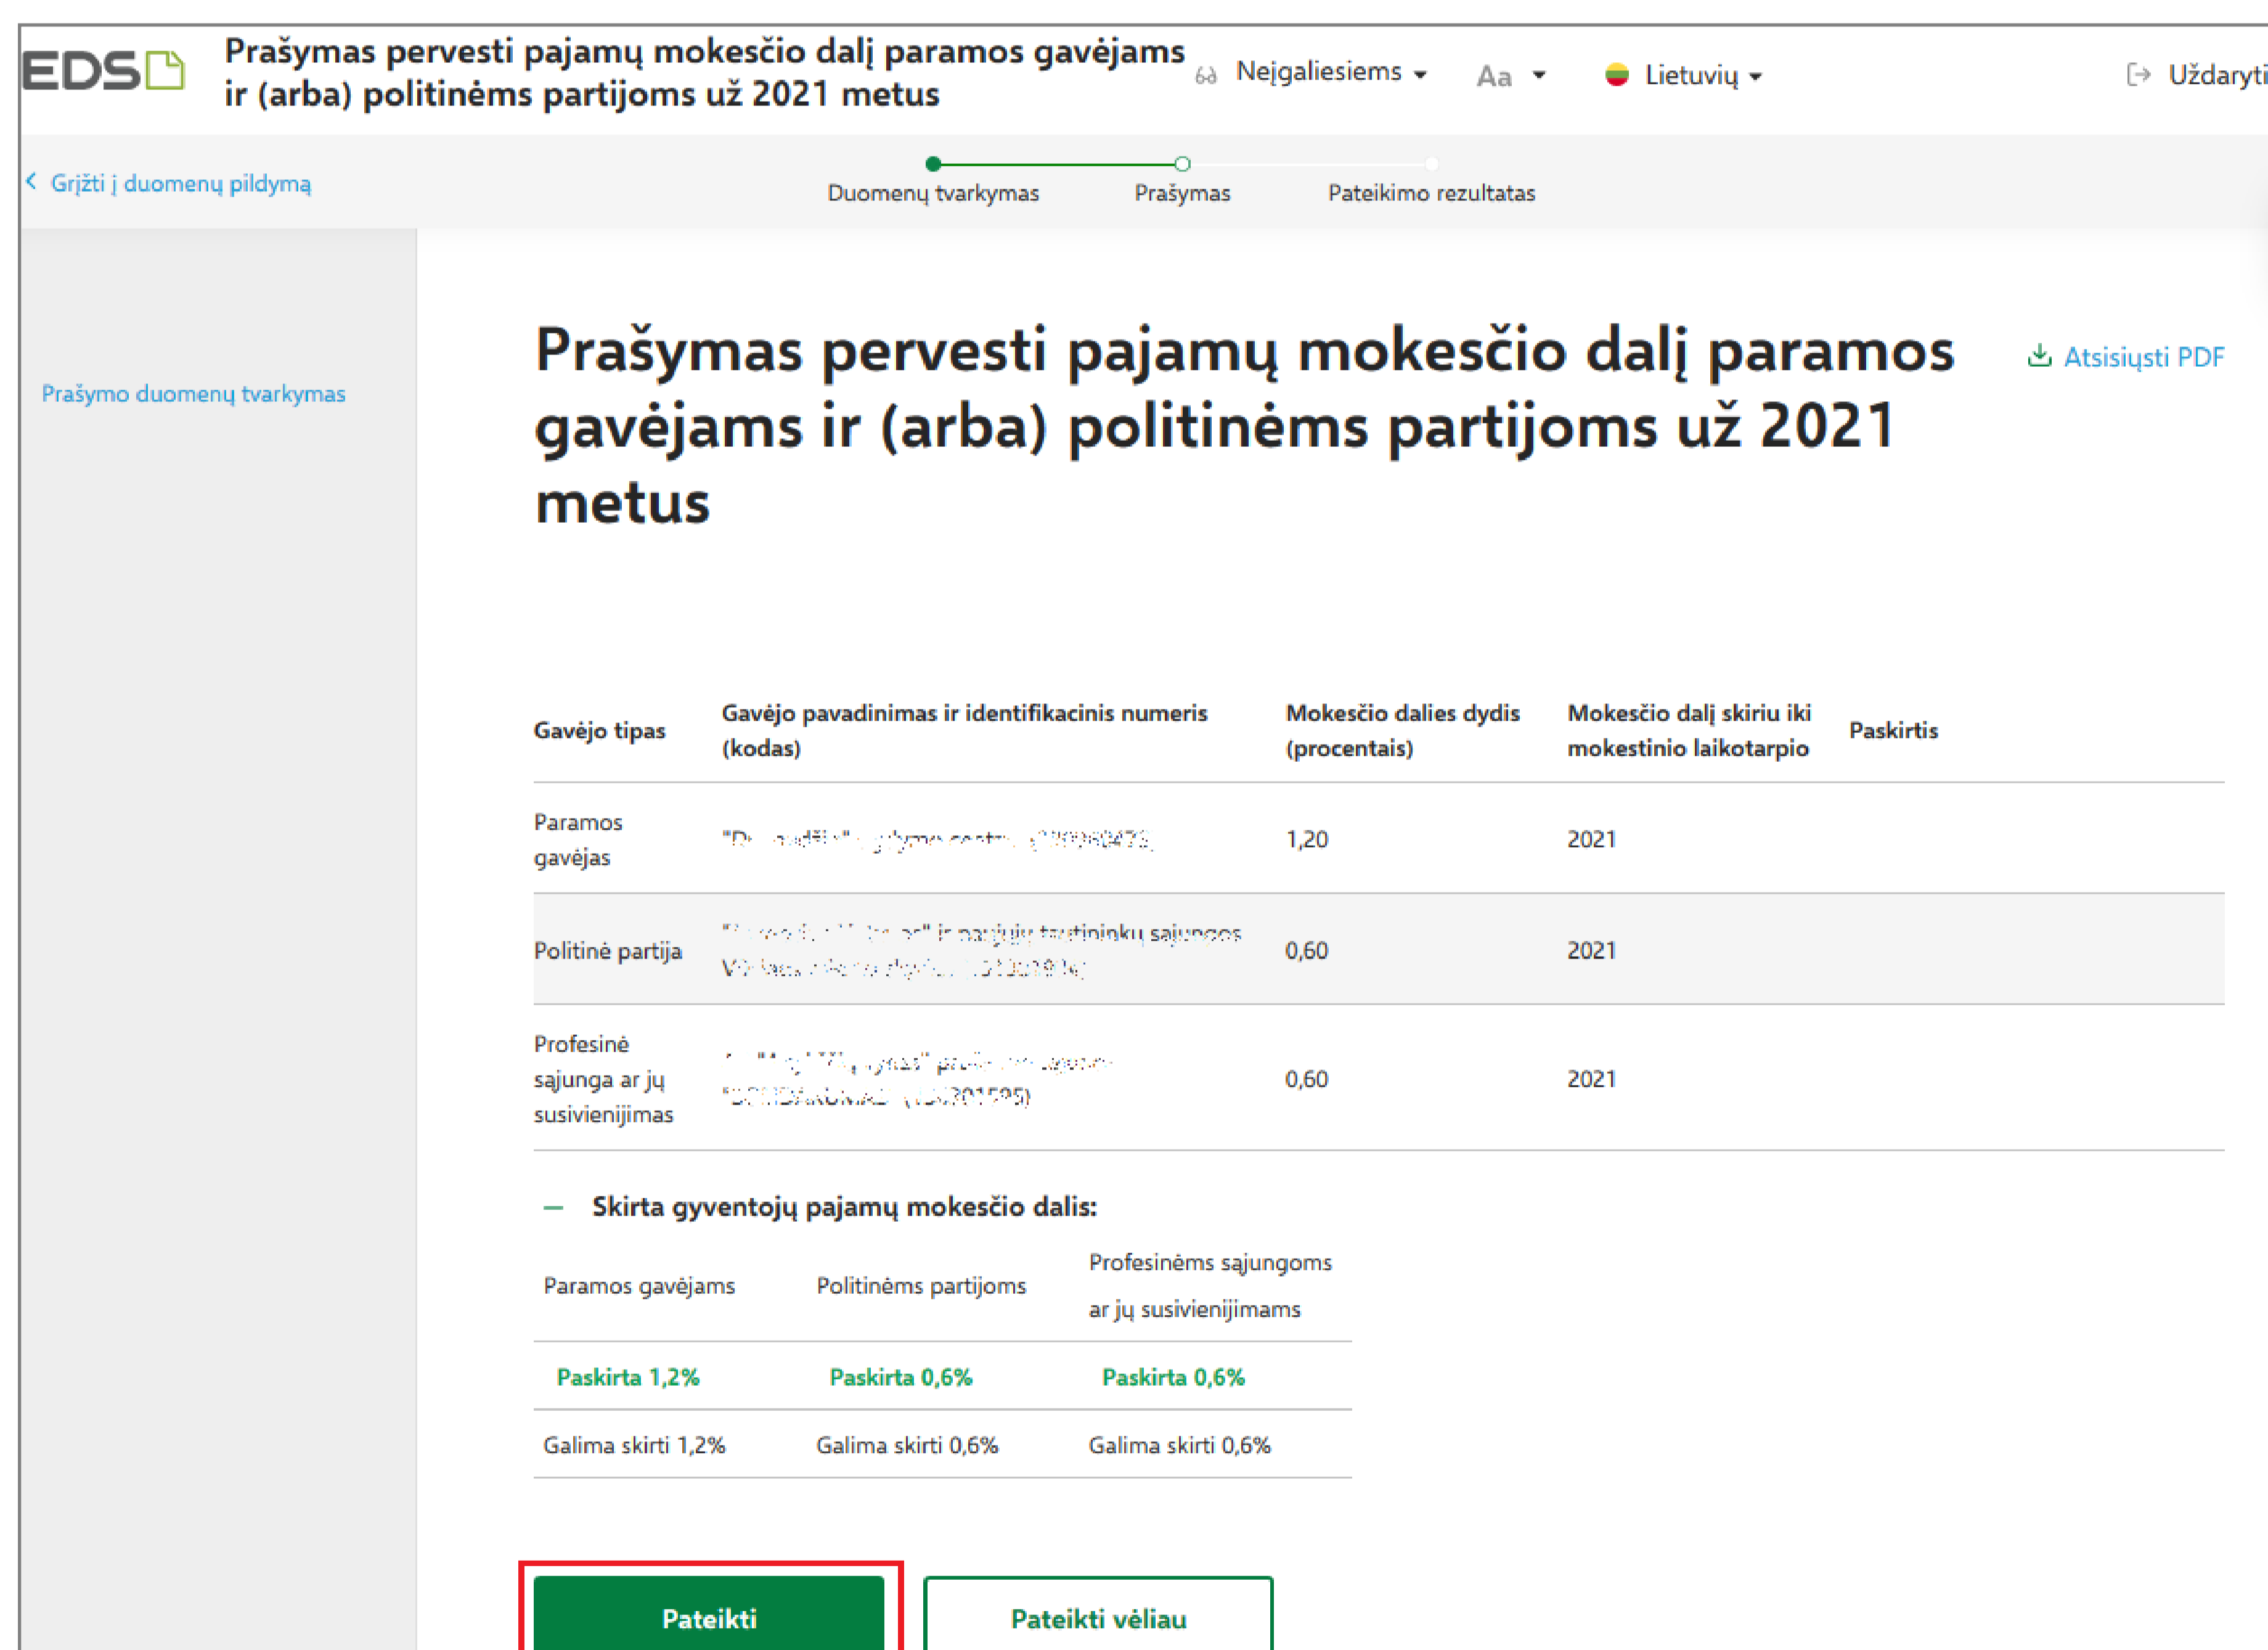 EDS
Prašymas pervesti pajamų mokesčio dalį paramos gavėjams
ir (arba) politinėms partijoms už 2021 metus
Neįgaliesiems
Aa
Lietuvių
Uždaryti
Grįžti į duomenų pildymą
Duomenų tvarkymas
Prašymas
Pateikimo rezultatas
Prašymo duomenų tvarkymas
Prašymas pervesti pajamų mokesčio dalį paramos
gavėjams ir (arba) politinėms partijoms už 2021
metus
Atsisiųsti PDF
Gavėjo tipas
Gavėjo pavadinimas ir identifikacinis numeris
(kodas)
Mokesčio dalies dydis
(procentais)
Mokesčio dalį skiriu iki
mokestinio laikotarpio
Paskirtis
Paramos
gavėjas
1,20
2021
Politinė partija
ir naujųjų tautininkų sąjungos
0,60
2021
Profesinė
sąjunga ar jų
susivienijimas
0,60
2021
Skirta gyventojų pajamų mokesčio dalis:
Paramos gavėjams
Politinėms partijoms
Profesinėms sąjungoms
ar jų susivienijimams
Paskirta 1,2%
Paskirta 0,6%
Paskirta 0,6%
Galima skirti 1,2%
Galima skirti 0,6%
Galima skirti 0,6%
Pateikti
Pateikti vėliau